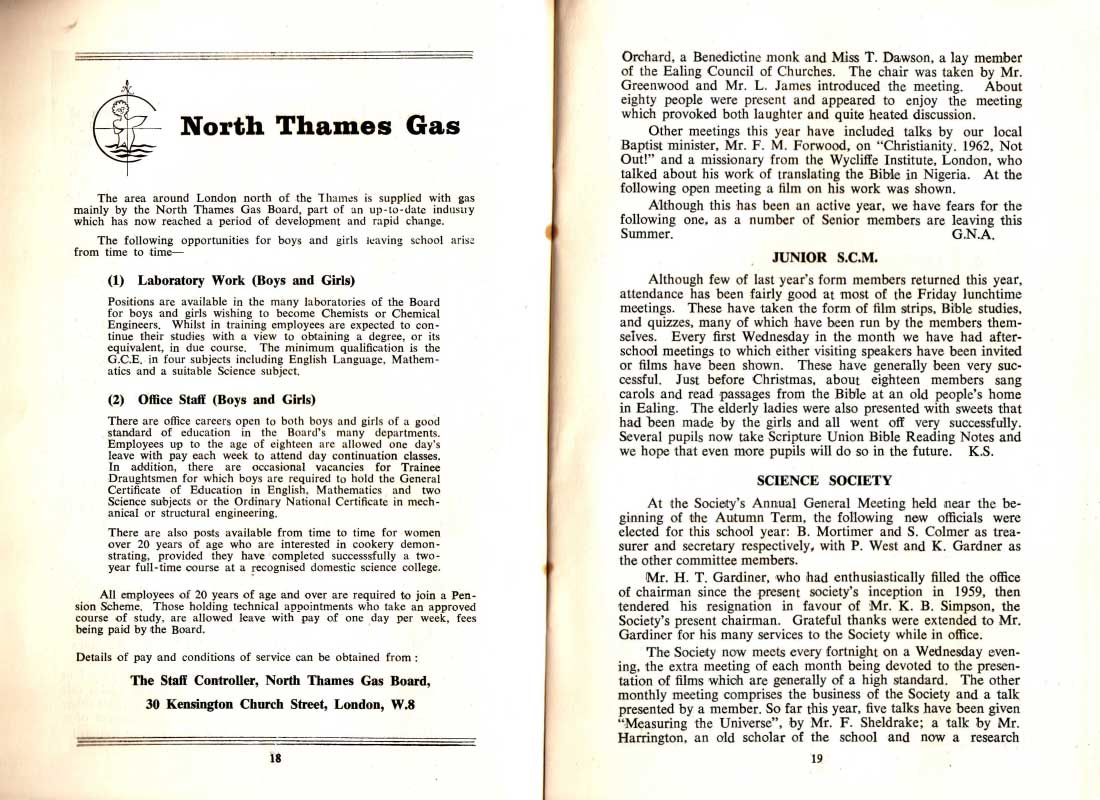 North Thames Gas
The area around London north of the Thames is supplied with gas
mainly by the North Thames Gas Board, part of an up-to-date industry
which has now reached a period of development and rapid change.
The following opportunities for boys and girls leaving school arise
from time to time—
(1) Laboratory Work (Boys and Girls)
Positions are available in the many laboratories of the Board
for boys and girls wishing to become Chemists or Chemical
Engineers. Whilst in training employees are expected to con-
tinue their studies with a view to obtaining a degree, or its
equivalent, in due course. The minimum qualification is the
G.C.E. in four subjects including English Language, Mathem-
atics and a suitable Science subject.
(2) Office Staff (Boys and Girls)
There are office careers open to both boys and girls of a good
standard of education in the Board's many departments.
Employees up to the age of eighteen are allowed one day's
leave with pay each week to attend day continuation classes.
In addition, there are occasional vacancies for Trainee
Draughtsmen for which boys are required to hold the General
Certificate of Education in English, Mathematics and two
Science subjects or the Ordinary National Certificate in mech-
anical or structural engineering.
There are also posts available from time to time for women
over 20 years of age who are interested in cookery demon-
strating, provided they have completed successsfully a two-
year full-time course at a recognised domestic science college.
All employees of 20 years of age and over are required to join a Pen-
sion Scheme. Those holding technical appointments who take an approved
course of study, are allowed leave with pay of one day per week, fees
being paid by the Board.
Details of pay and conditions of service can be obtained from :
The Staff Controller, North Thames Gas Board,
30 Kensington Church Street, London, W.8
18
Orchard, a Benedictine monk and Miss T. Dawson, a lay member
of the Ealing Council of Churches. The chair was taken by Mr.
Greenwood and Mr. L. James introduced the meeting. About
eighty people were present and appeared to enjoy the meeting
which provoked both laughter and quite heated discussion.
Other meetings this year have included talks by our local
Baptist minister, Mr. F. M. Forwood, on "Christianity. 1962, Not
Out!" and a missionary from the Wycliffe Institute, London, who
talked about his work of translating the Bible in Nigeria. At the
following open meeting a film on his work was shown.
Although this has been an active year, we have fears for the
following one, as a number of Senior members are leaving this
Summer. G.N.A.
JUNIOR S.C.M.
Although few of last year's form members returned this year,
attendance has been fairly good at most of the Friday lunchtime
meetings. These have taken the form of film strips, Bible studies,
and quizzes, many of which have been run by the members them-
selves. Every first Wednesday in the month we have had after-
school meetings to which either visiting speakers have been invited
or films have been shown. These have generally been very suc-
cessful. Just before Christmas, about eighteen members sang
carols and read passages from the Bible at an old people's home
in Ealing. The elderly ladies were also presented with sweets that
had been made by the girls and all went off very successfully.
Several pupils now take Scripture Union Bible Reading Notes and
we hope that even more pupils will do so in the future. K.S.
SCIENCE SOCIETY
At the Society's Annual General Meeting held near the be-
ginning of the Autumn Term, the following new officials were
elected for this school year: B. Mortimer and S. Colmer as trea-
surer and secretary respectively, with P. West and K. Gardner as
the other committee members.
Mr. H. T. Gardiner, who had enthusiastically filled the office
of chairman since the present society's inception in 1959, then
tendered his resignation in favour of Mr. K. B. Simpson, the
Society's present chairman. Grateful thanks were extended to Mr.
Gardiner for his many services to the Society while in office.
The Society now meets every fortnight on a Wednesday even-
ing, the extra meeting of each month being devoted to the presen-
tation of films which are generally of a high standard. The other
monthly meeting comprises the business of the Society and a talk
presented by a member. So far this year, five talks have been given
"Measuring the Universe", by Mr. F. Sheldrake; a talk by Mr.
Harrington, an old scholar of the school and now a research
19